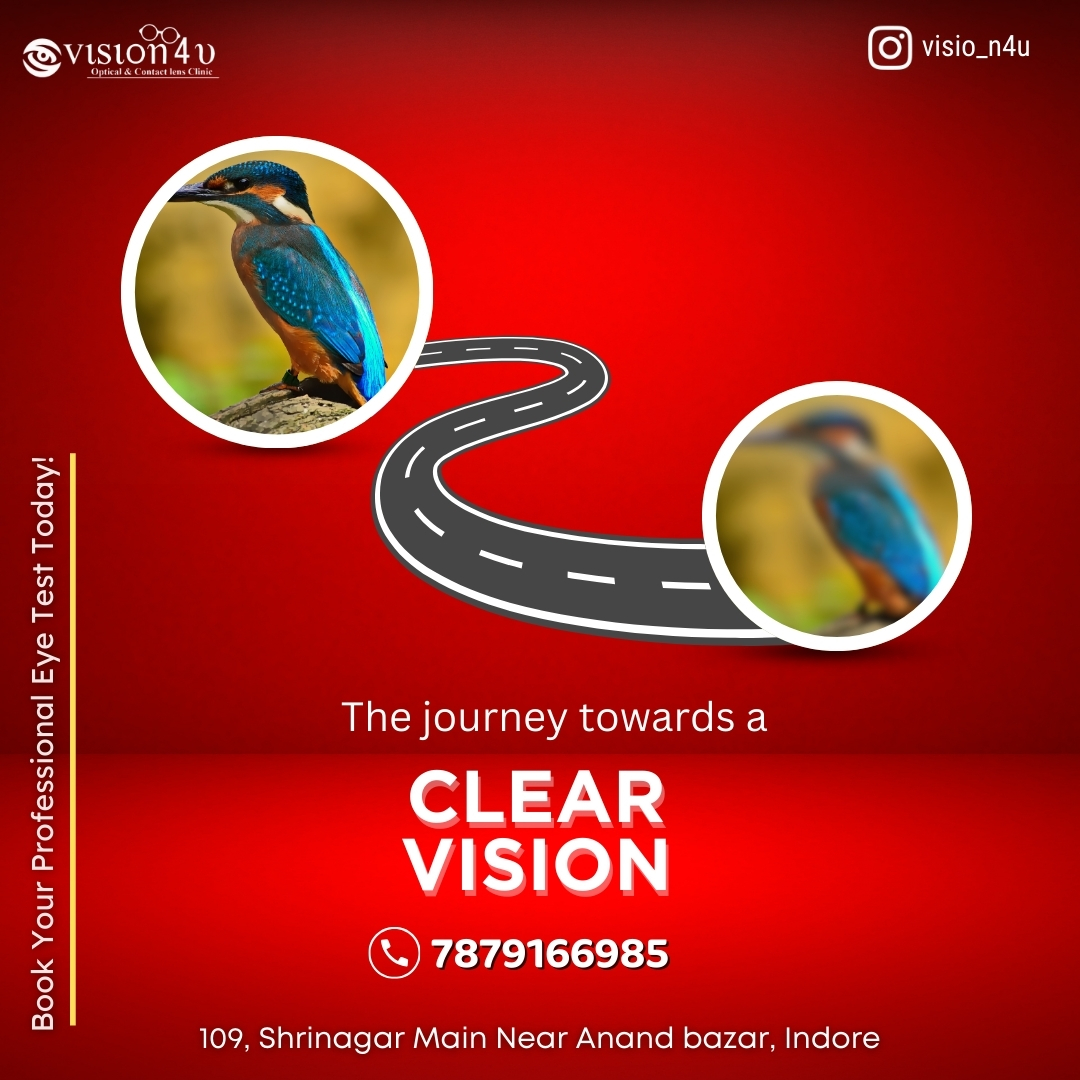 vision4u
Optical & Contact lens Clinic
visio_n4u
Book Your Professional Eye Test Today!
The journey towards a
CLEAR
VISION
7879166985
109, Shrinagar Main Near Anand bazar, Indore